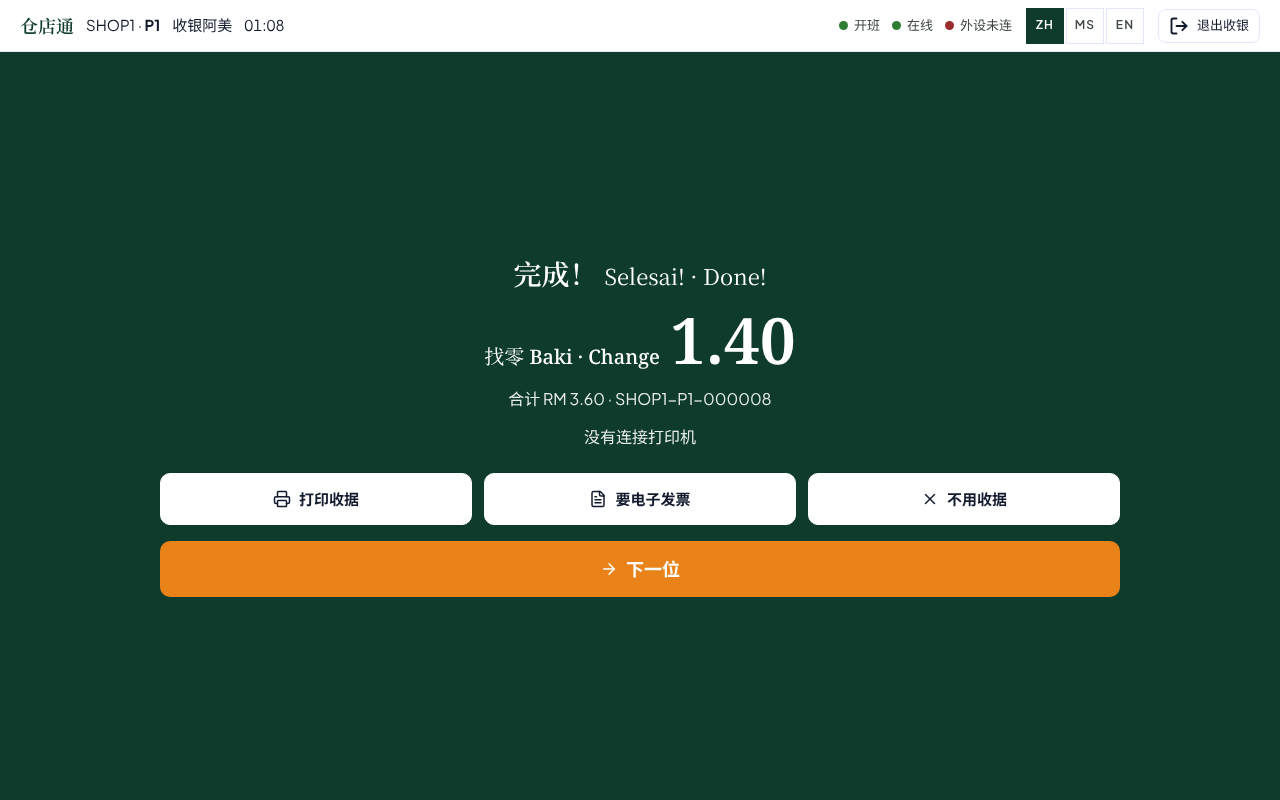 仓店通 SHOP1 · P1 收银阿美 01:08 开班 在线 外设未连 ZH MS EN 退出收银
完成！ Selesai! · Done!
找零 Baki · Change 1.40
合计 RM 3.60 · SHOP1-P1-000008
没有连接打印机
打印收据 要电子发票 不用收据
下一位